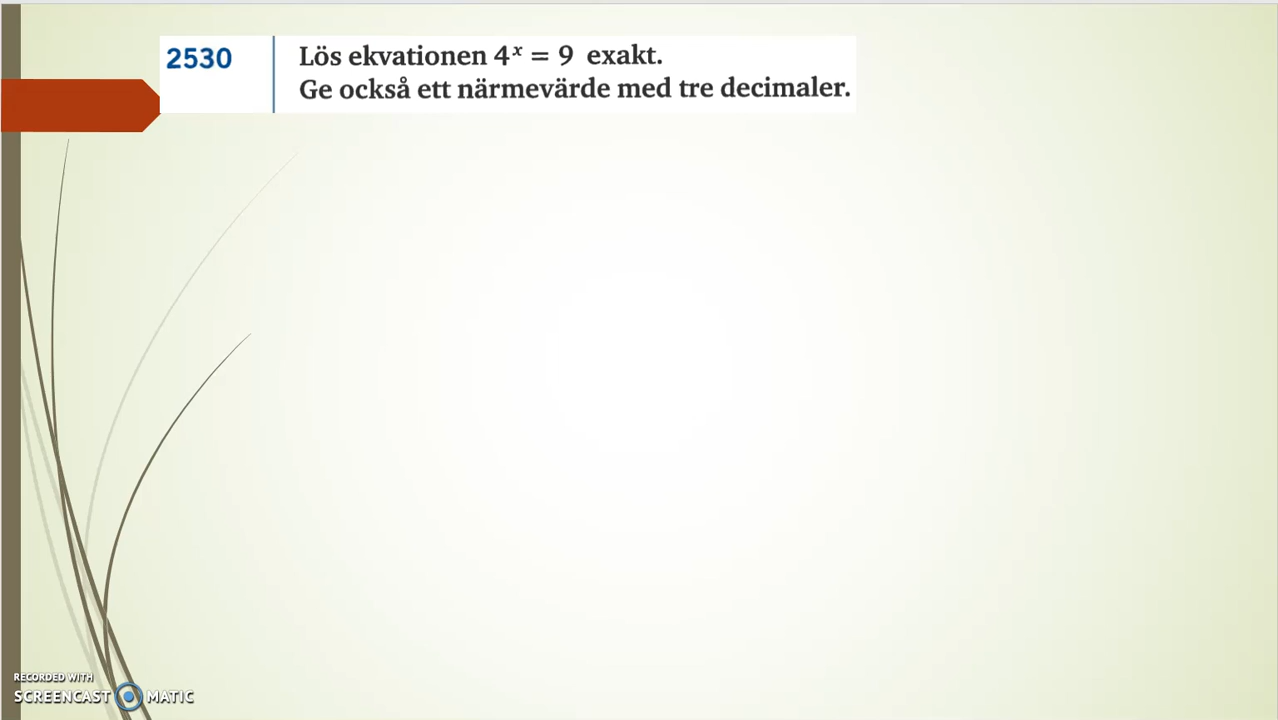 2530
Lös ekvationen 4ˣ = 9 exakt.
Ge också ett närmevärde med tre decimaler.
RECORDED WITH
SCREENCAST MATIC